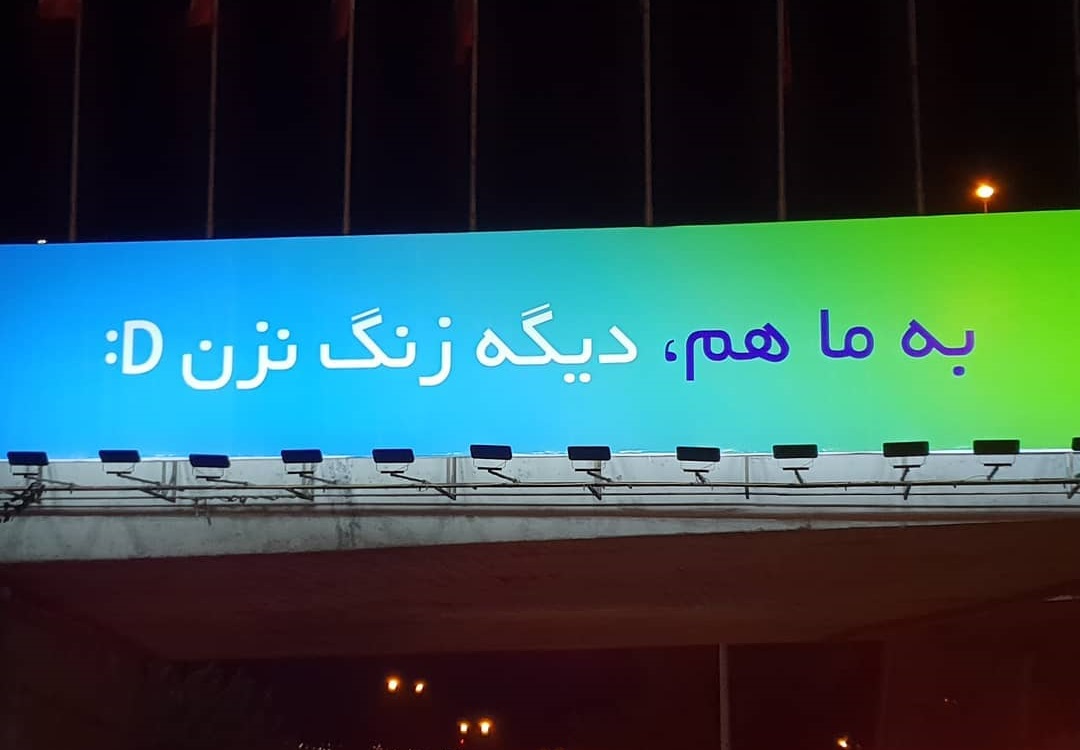 به ما هم، دیگه زنگ نزن :D